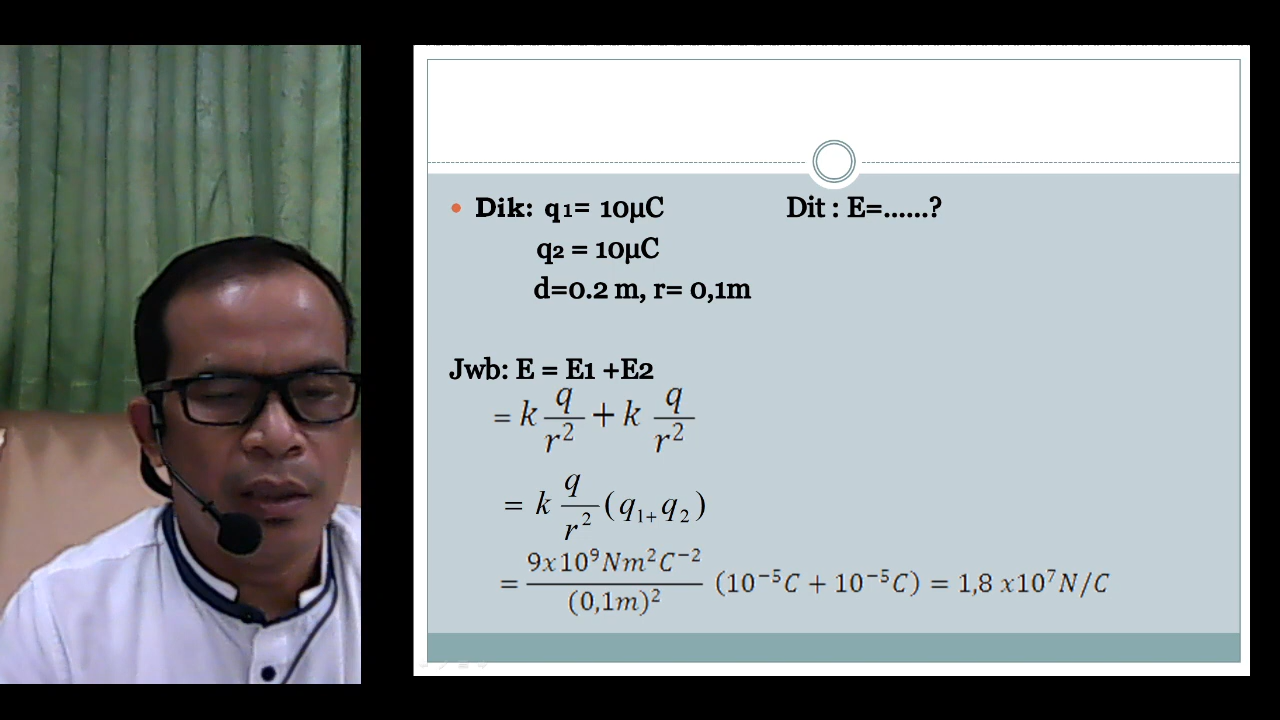 • Dik: q₁= 10µC Dit : E=......?
q₂ = 10µC
d=0.2 m, r= 0,1m
Jwb: E = E1 +E2
= k q/r² + k q/r²
= k q/r² (q₁₊ q₂)
= 9x10⁹Nm²C⁻²/(0,1m)² (10⁻⁵C + 10⁻⁵C) = 1,8 x10⁷N/C